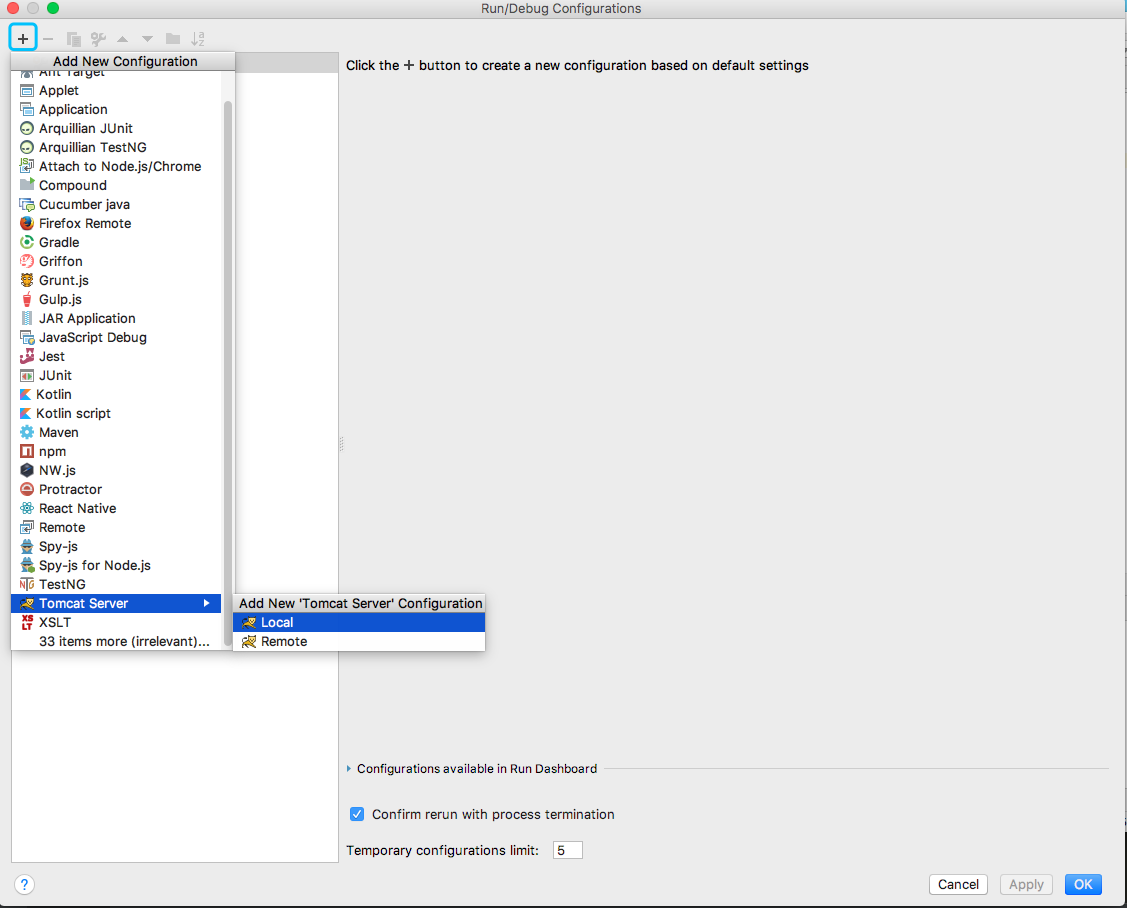 Run/Debug Configurations
Add New Configuration
Click the + button to create a new configuration based on default settings
Ant Target
Applet
Application
Arquillian JUnit
Arquillian TestNG
Attach to Node.js/Chrome
Compound
Cucumber java
Firefox Remote
Gradle
Griffon
Grunt.js
Gulp.js
JAR Application
JavaScript Debug
Jest
JUnit
Kotlin
Kotlin script
Maven
npm
NW.js
Protractor
React Native
Remote
Spy-js
Spy-js for Node.js
TestNG
Tomcat Server
XSLT
33 items more (irrelevant)...
Add New 'Tomcat Server' Configuration
Local
Remote
Configurations available in Run Dashboard
Confirm rerun with process termination
Temporary configurations limit: 5
? Cancel Apply OK